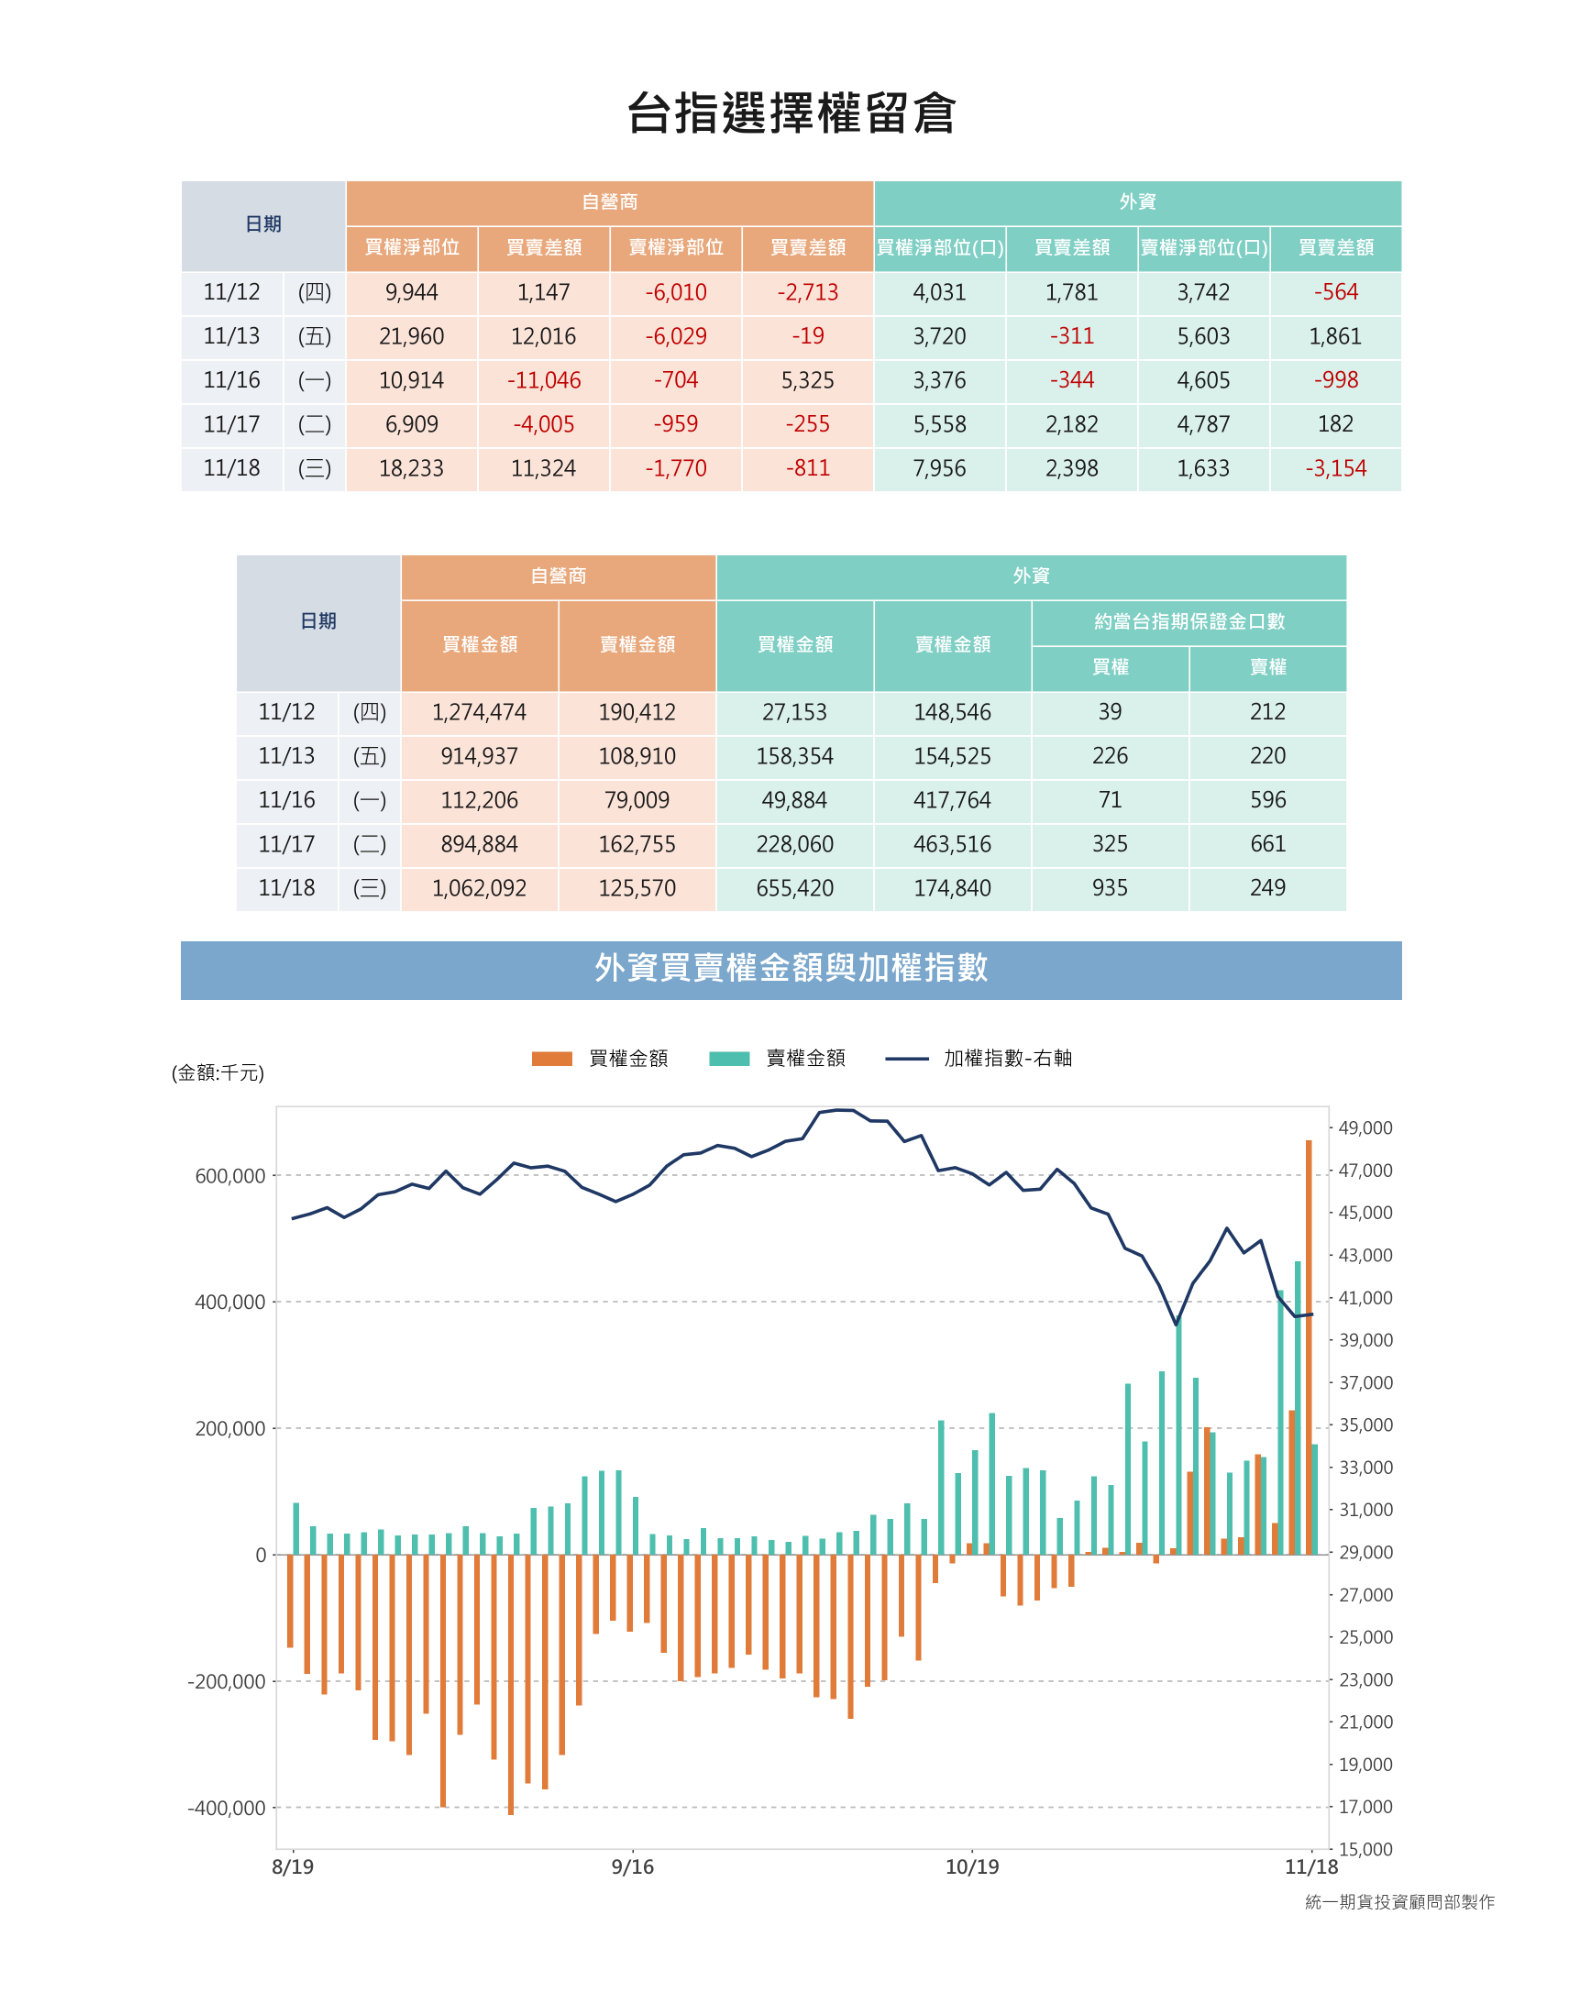 台指選擇權留倉
日期 自營商 外資
買權淨部位 買賣差額 賣權淨部位 買賣差額 買權淨部位(口) 買賣差額 賣權淨部位(口) 買賣差額
11/12 (四) 9,944 1,147 -6,010 -2,713 4,031 1,781 3,742 -564
11/13 (五) 21,960 12,016 -6,029 -19 3,720 -311 5,603 1,861
11/16 (一) 10,914 -11,046 -704 5,325 3,376 -344 4,605 -998
11/17 (二) 6,909 -4,005 -959 -255 5,558 2,182 4,787 182
11/18 (三) 18,233 11,324 -1,770 -811 7,956 2,398 1,633 -3,154
日期 自營商 外資
買權金額 賣權金額 買權金額 賣權金額 約當台指期保證金口數
買權 賣權
11/12 (四) 1,274,474 190,412 27,153 148,546 39 212
11/13 (五) 914,937 108,910 158,354 154,525 226 220
11/16 (一) 112,206 79,009 49,884 417,764 71 596
11/17 (二) 894,884 162,755 228,060 463,516 325 661
11/18 (三) 1,062,092 125,570 655,420 174,840 935 249
外資買賣權金額與加權指數
買權金額 賣權金額 加權指數-右軸
(金額:千元)
600,000
400,000
200,000
0
-200,000
-400,000
49,000
47,000
45,000
43,000
41,000
39,000
37,000
35,000
33,000
31,000
29,000
27,000
25,000
23,000
21,000
19,000
17,000
15,000
8/19 9/16 10/19 11/18
統一期貨投資顧問部製作